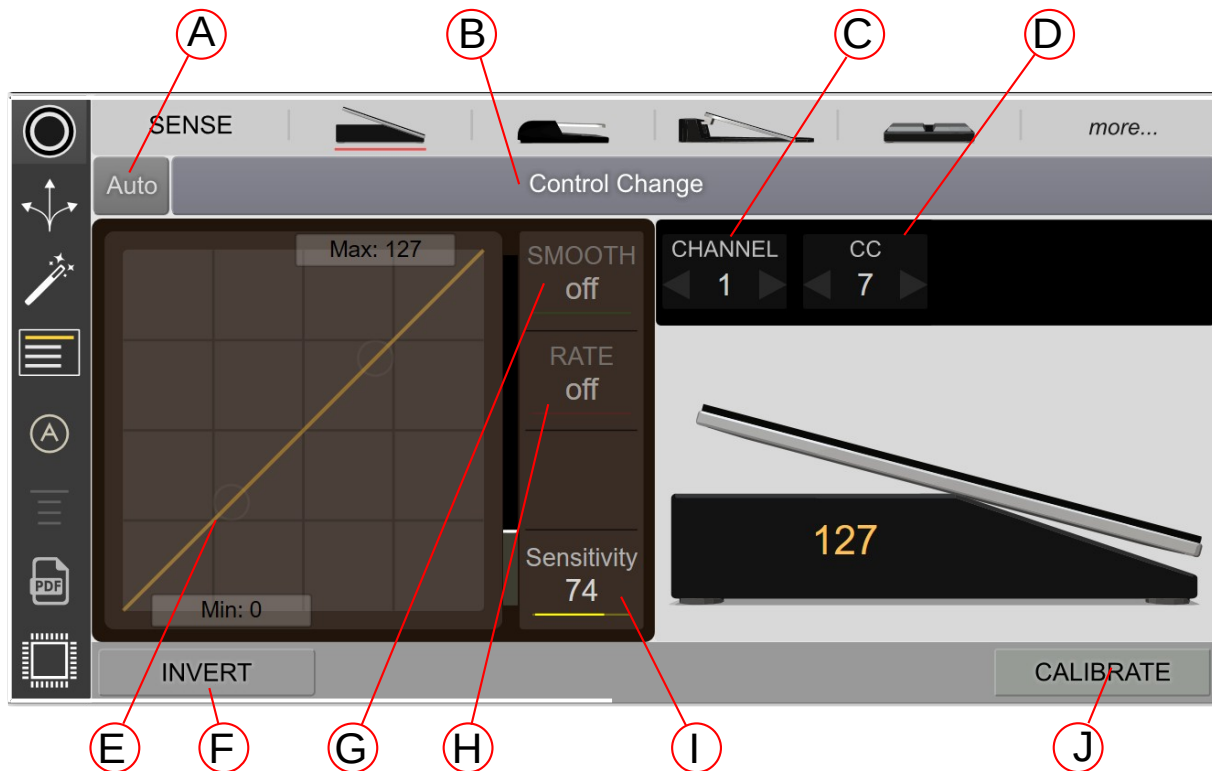 A B C D
SENSE more...
Auto Control Change
Max: 127
SMOOTH
off
RATE
off
Sensitivity
74
Min: 0
CHANNEL CC
1 7
127
A
PDF
INVERT CALIBRATE
E F G H I J